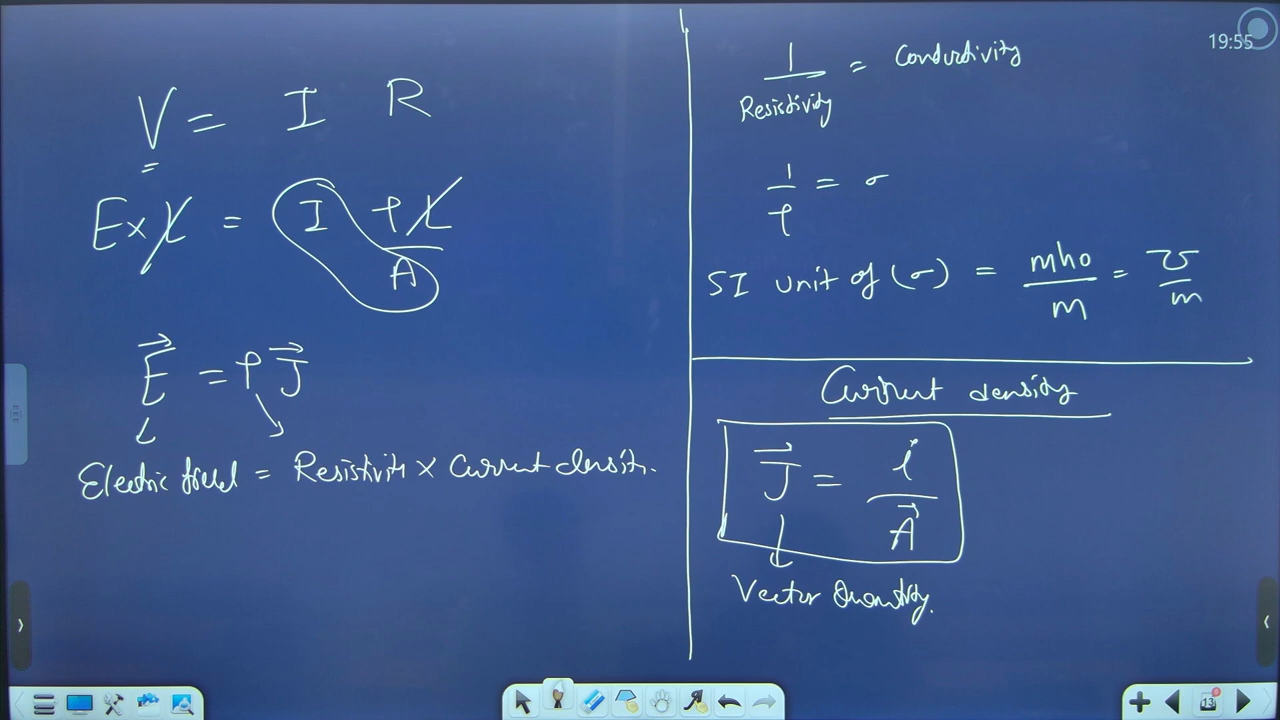 V = I R
E x L = I ρ L / A
E⃗ = ρ J⃗
Electric field = Resistivity × Current density.
19:55
1 / Resistivity = Conductivity
1 / ρ = σ
SI unit of (σ) = mho / m = ℧ / m
Current density
J⃗ = i / A⃗
Vector Quantity.
13